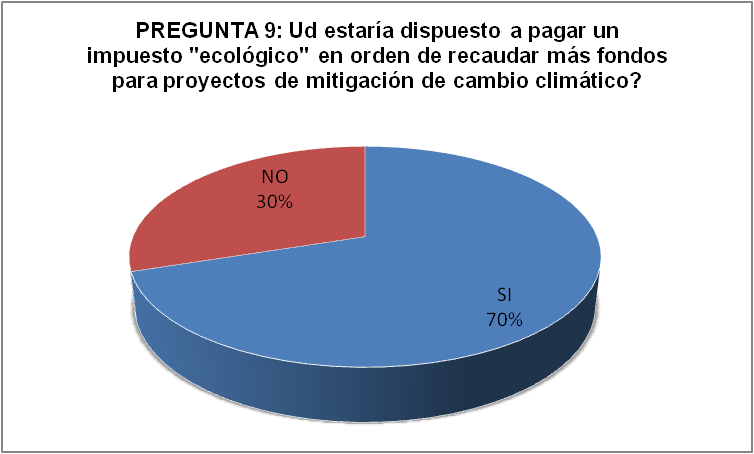 PREGUNTA 9: Ud estaría dispuesto a pagar un
impuesto "ecológico" en orden de recaudar más fondos
para proyectos de mitigación de cambio climático?
NO
30%
SI
70%